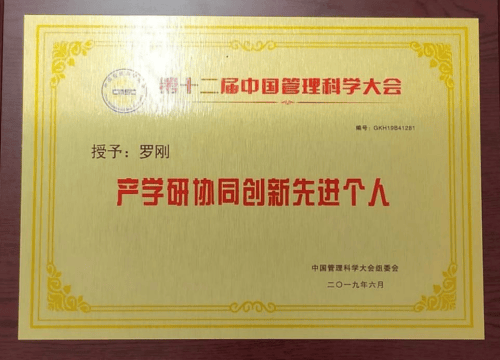 第十二届中国管理科学大会
编号：GKH19B41281
授予：罗刚
产学研协同创新先进个人
中国管理科学大会组委会
二〇一九年六月